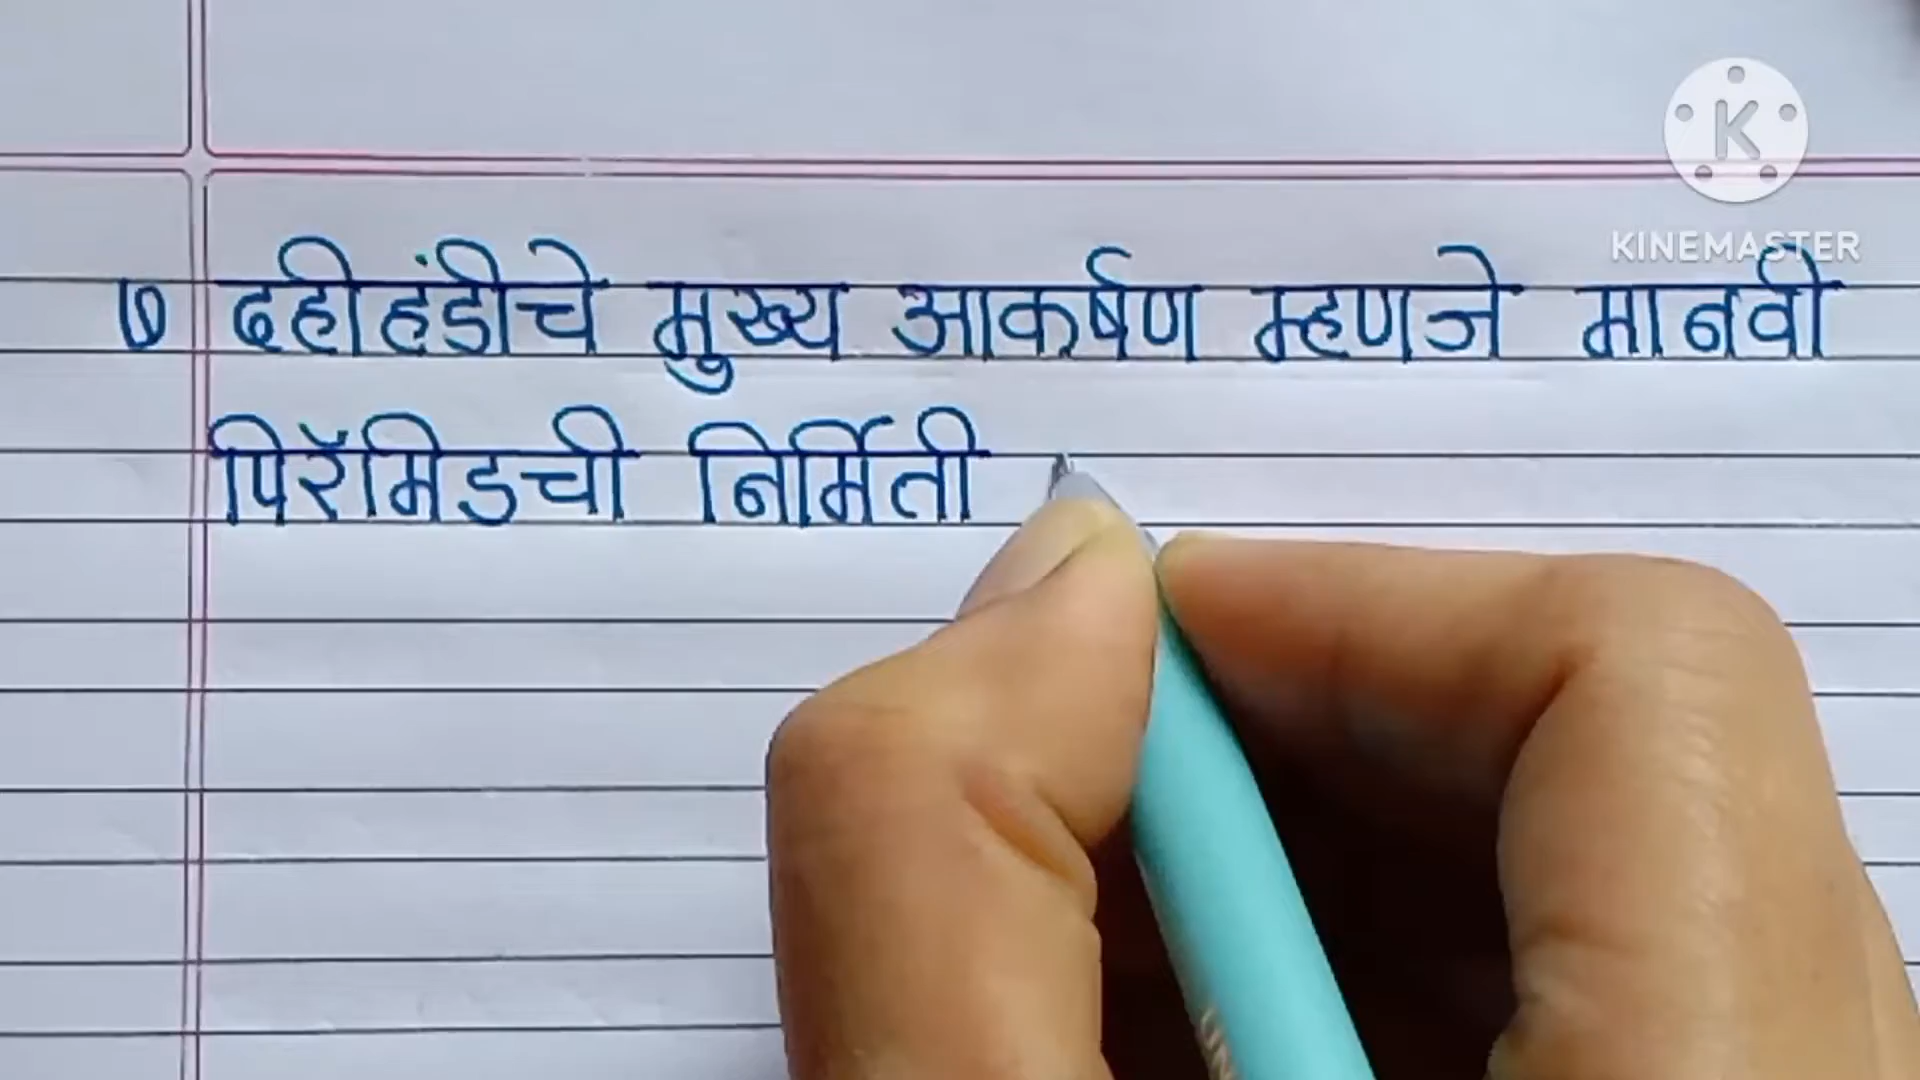 ७ दहीहंडीचे मुख्य आकर्षण म्हणजे मानवी
पिरॅमिडची निर्मिती
K
KINEMASTER